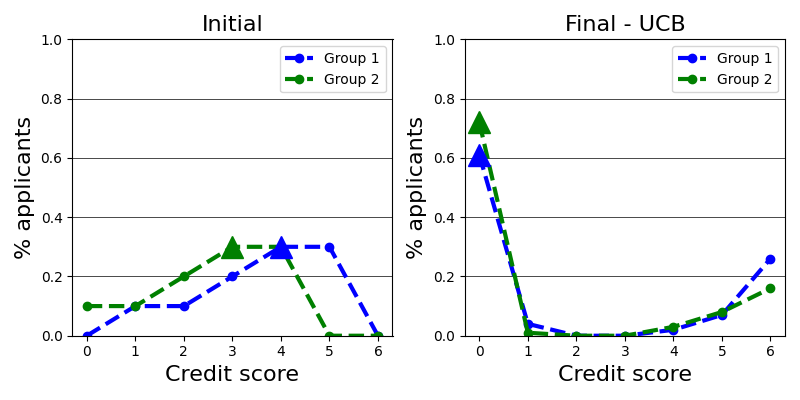 Initial
Final - UCB
% applicants
1.0
0.8
0.6
0.4
0.2
0.0
Group 1
Group 2
0 1 2 3 4 5 6
Credit score
% applicants
1.0
0.8
0.6
0.4
0.2
0.0
Group 1
Group 2
0 1 2 3 4 5 6
Credit score